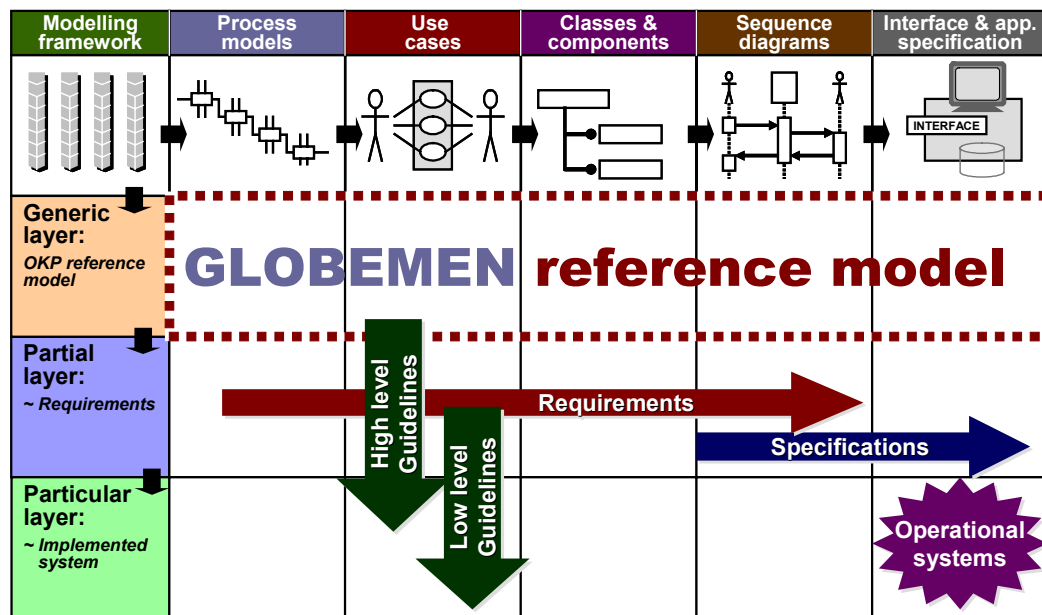 Modelling
framework
Process
models
Use
cases
Classes &
components
Sequence
diagrams
Interface & app.
specification
INTERFACE
Generic
layer:
OKP reference
model
GLOBEMEN reference model
Partial
layer:
~ Requirements
High level
Guidelines
Requirements
Low level
Guidelines
Specifications
Particular
layer:
~ Implemented
system
Operational
systems